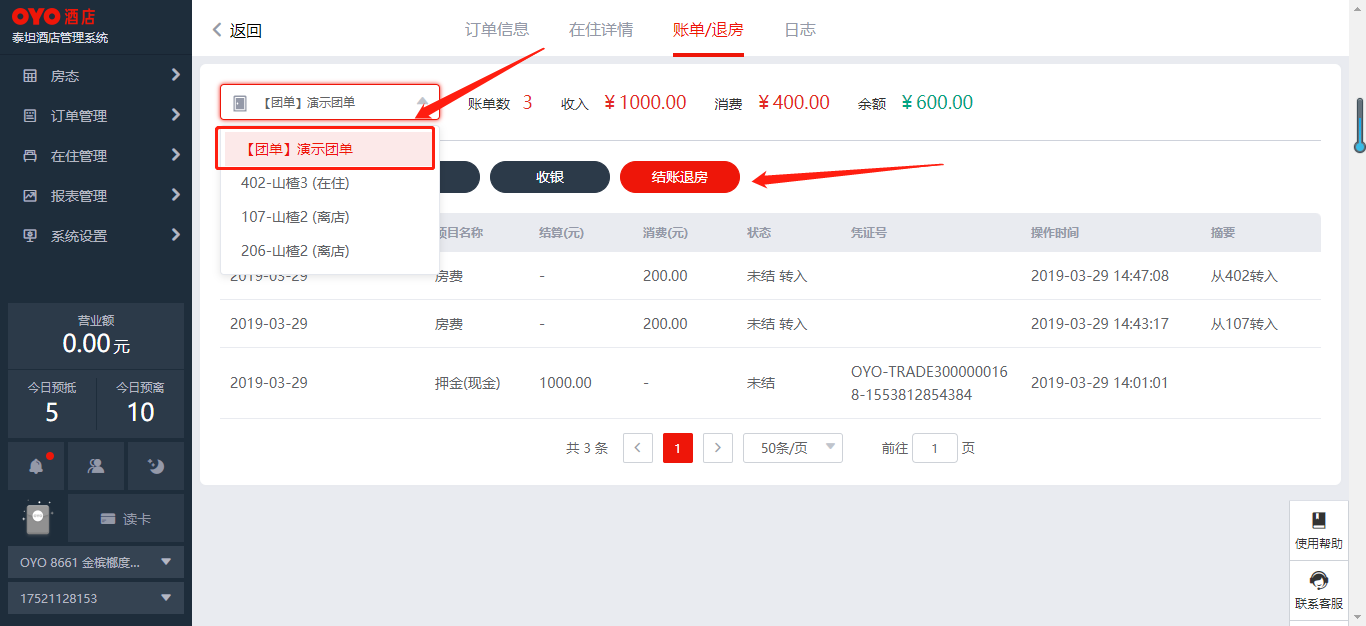 OYO 酒店
泰坦酒店管理系统
房态
订单管理
在住管理
报表管理
系统设置
营业额
0.00元
今日预抵 今日预离
5 10
读卡
OYO 8661 金槟榔度...
17521128153
返回
订单信息 在住详情 账单/退房 日志
【团单】演示团单
账单数 3 收入 ¥1000.00 消费 ¥400.00 余额 ¥600.00
【团单】演示团单
402-山楂3 (在住)
107-山楂2 (离店)
206-山楂2 (离店)
收银 结账退房
项目名称 结算(元) 消费(元) 状态 凭证号 操作时间 摘要
2019-03-29 房费 - 200.00 未结 转入 2019-03-29 14:47:08 从402转入
2019-03-29 房费 - 200.00 未结 转入 2019-03-29 14:43:17 从107转入
2019-03-29 押金(现金) 1000.00 - 未结 OYO-TRADE300000016 2019-03-29 14:01:01
8-1553812854384
共 3 条 1 50条/页 前往 1 页
使用帮助
联系客服